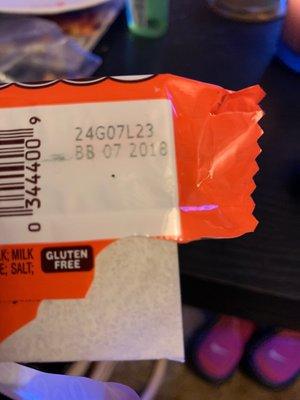 24G07L23
BB 07 2018
0 344400 9
K; MILK
E; SALT;
GLUTEN
FREE